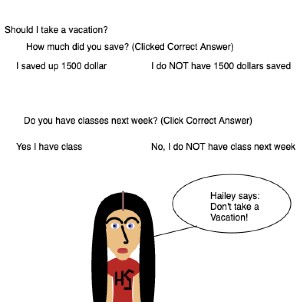 Should I take a vacation?
How much did you save? (Clicked Correct Answer)
I saved up 1500 dollar
I do NOT have 1500 dollars saved
Do you have classes next week? (Click Correct Answer)
Yes I have class
No, I do NOT have class next week
Hailey says:
Don't take a
Vacation!
HS